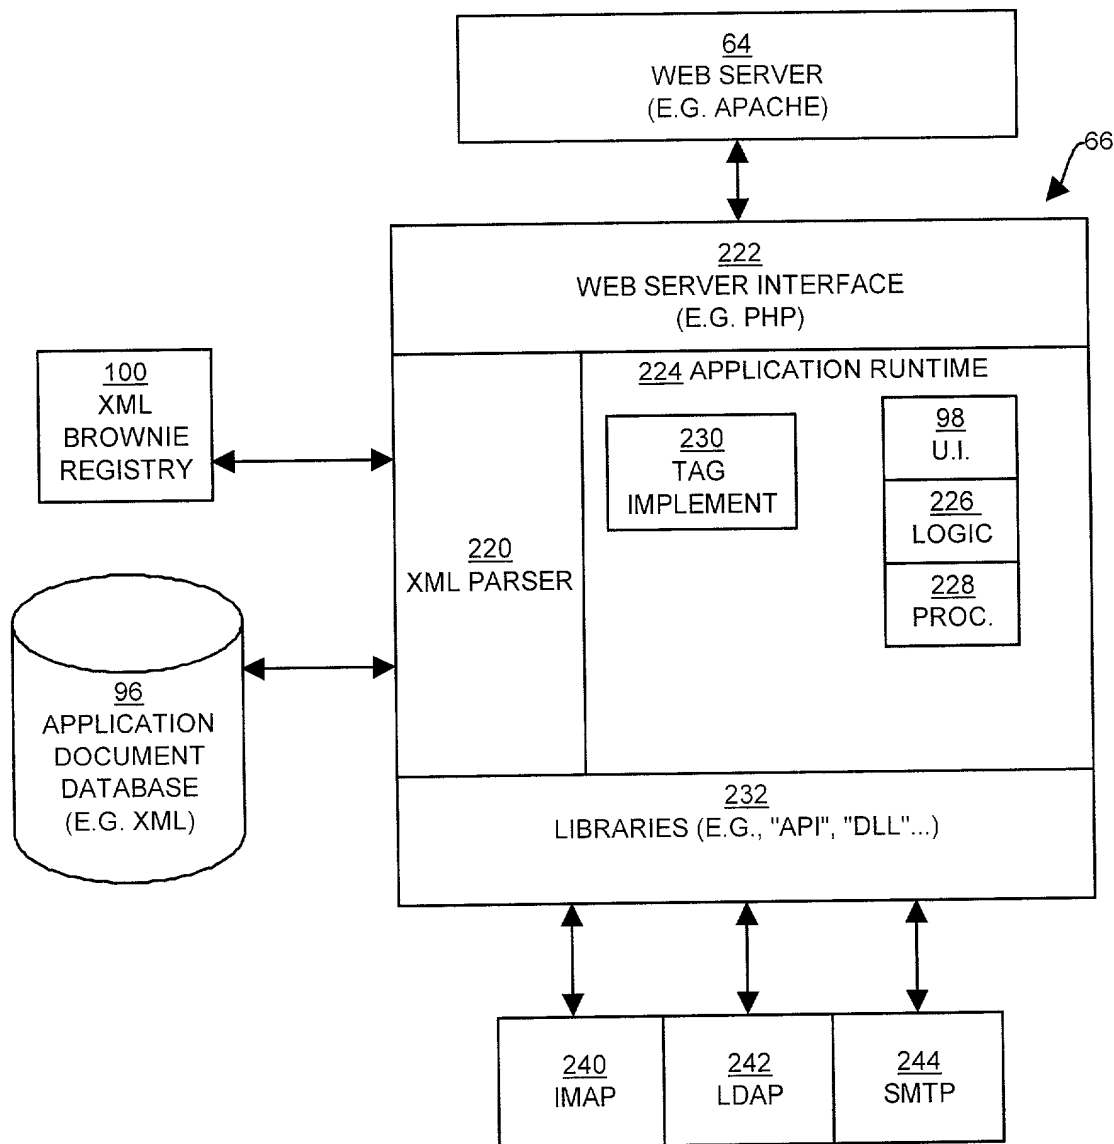 64
WEB SERVER
(E.G. APACHE)
66
222
WEB SERVER INTERFACE
(E.G. PHP)
100
XML
BROWNIE
REGISTRY
224 APPLICATION RUNTIME
230
TAG
IMPLEMENT
98
U.I.
226
LOGIC
228
PROC.
220
XML PARSER
96
APPLICATION
DOCUMENT
DATABASE
(E.G. XML)
232
LIBRARIES (E.G., "API", "DLL"...)
240
IMAP
242
LDAP
244
SMTP